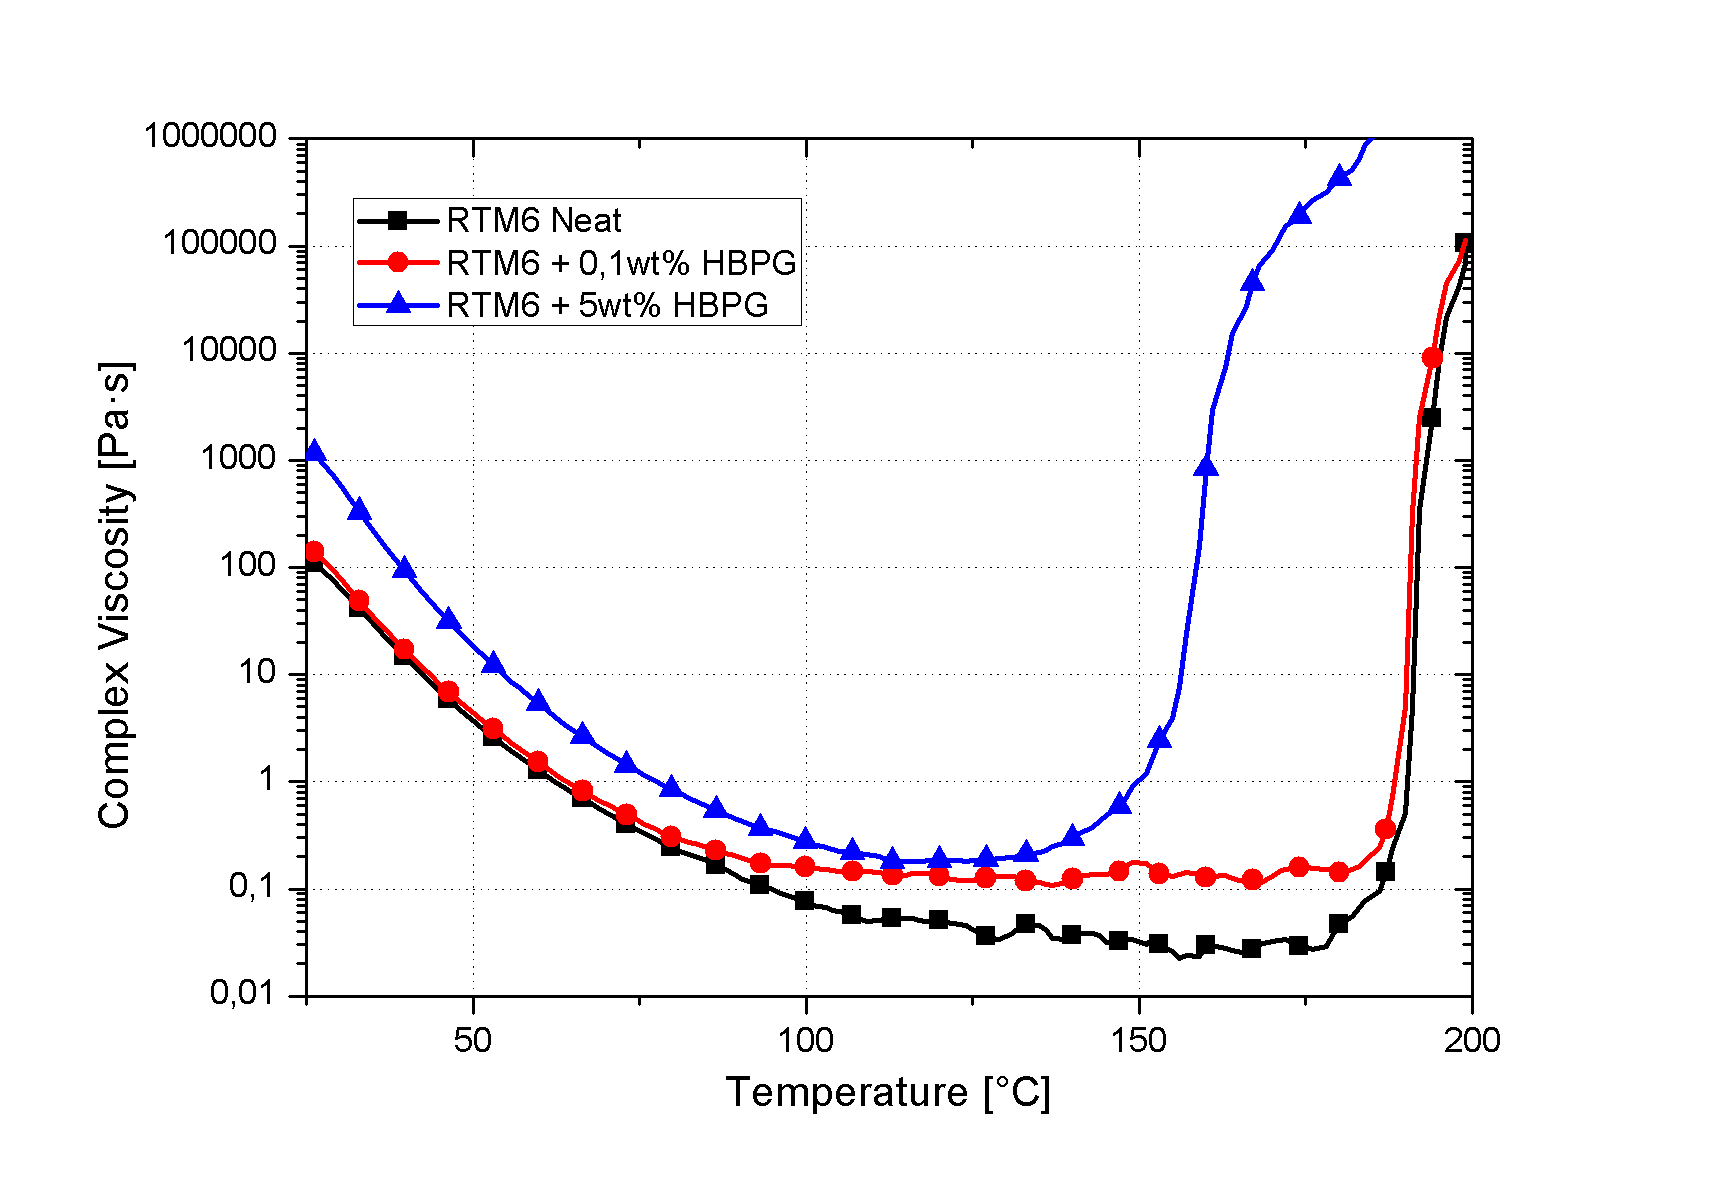 1000000
100000
10000
1000
100
10
1
0,1
0,01
RTM6 Neat
RTM6 + 0,1wt% HBPG
RTM6 + 5wt% HBPG
Complex Viscosity [Pa·s]
50 100 150 200
Temperature [°C]